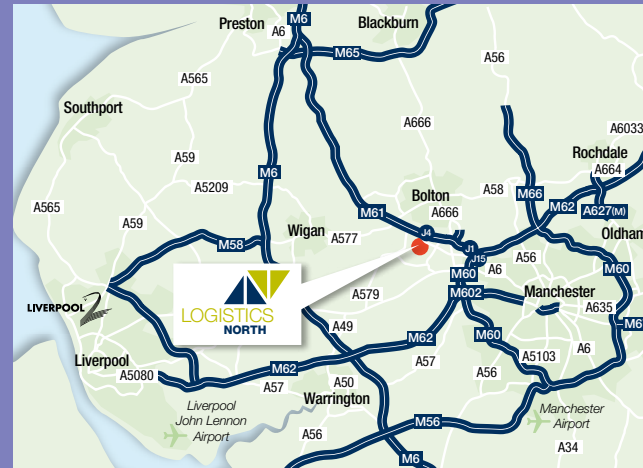 Preston
M6
Blackburn
A6
M65
A56
A565
Southport
A666
A6033
A59
Rochdale
A664
M6
A5209
Bolton
A58
M66
M62
A565
A666
M61
A627(M)
A59
Wigan
A577
J4
Oldham
M58
J1
J15
A56
M60
A6
M60
LIVERPOOL 2
LOGISTICS
NORTH
A579
M602
Manchester
A635
A49
M6
M62
M60
Liverpool
A57
A5103
A6
A5080
M62
A57
A50
A56
Warrington
Liverpool
John Lennon
Airport
M56
Manchester
Airport
A56
M6
A34